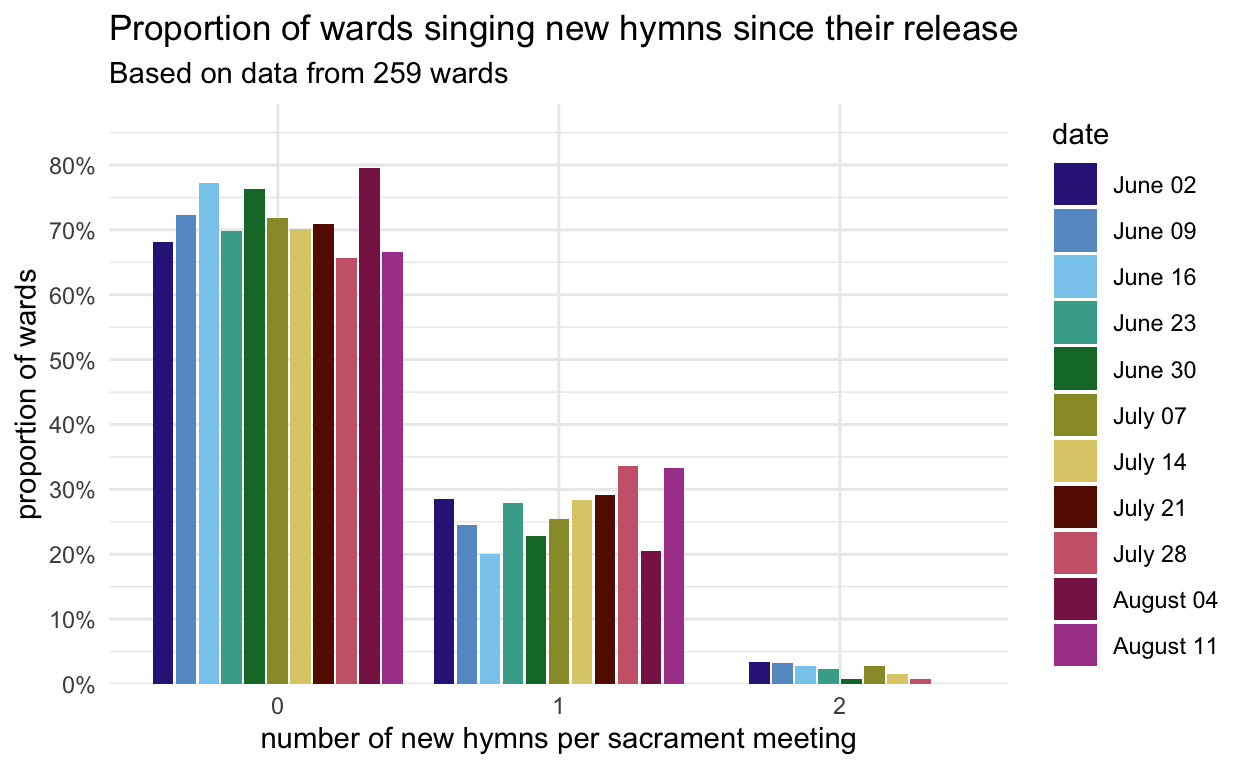 Proportion of wards singing new hymns since their release
Based on data from 259 wards
proportion of wards
80%
70%
60%
50%
40%
30%
20%
10%
0%
0 1 2
number of new hymns per sacrament meeting
date
June 02
June 09
June 16
June 23
June 30
July 07
July 14
July 21
July 28
August 04
August 11